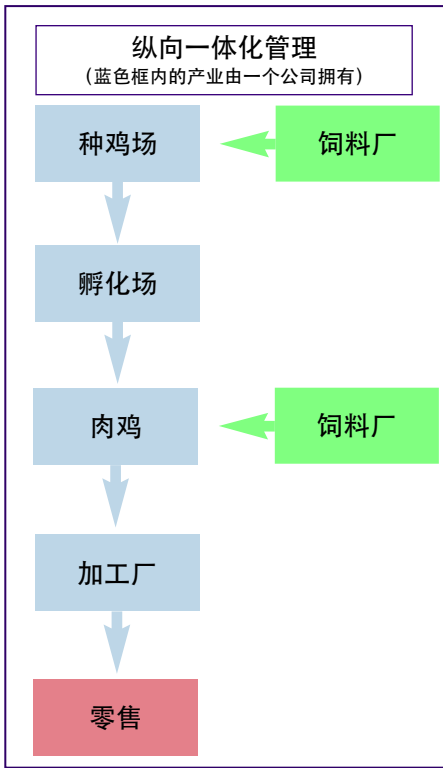 纵向一体化管理
（蓝色框内的产业由一个公司拥有）
种鸡场
饲料厂
孵化场
肉鸡
饲料厂
加工厂
零售